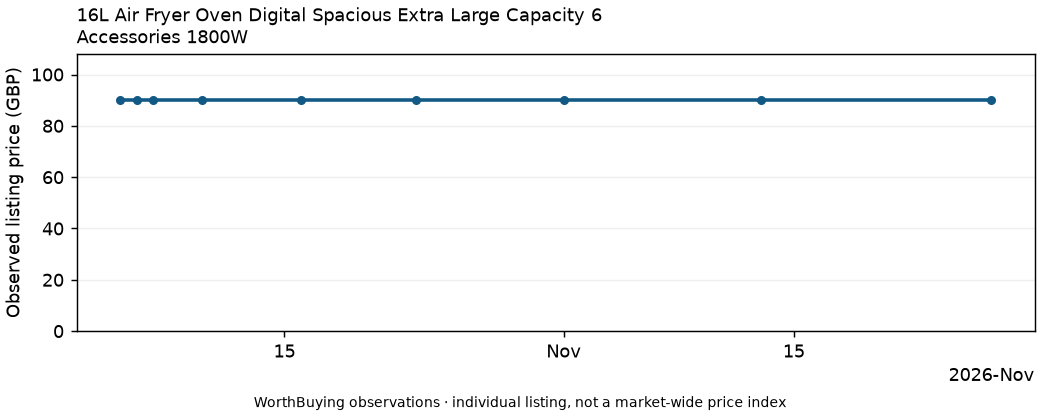 16L Air Fryer Oven Digital Spacious Extra Large Capacity 6
Accessories 1800W
Observed listing price (GBP)
100
80
60
40
20
0
15
Nov
15
2026-Nov
WorthBuying observations · individual listing, not a market-wide price index